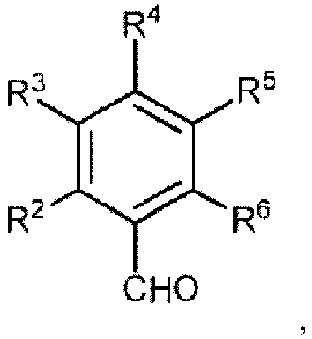 R⁴
R³ R⁵
R² R⁶
CHO
,